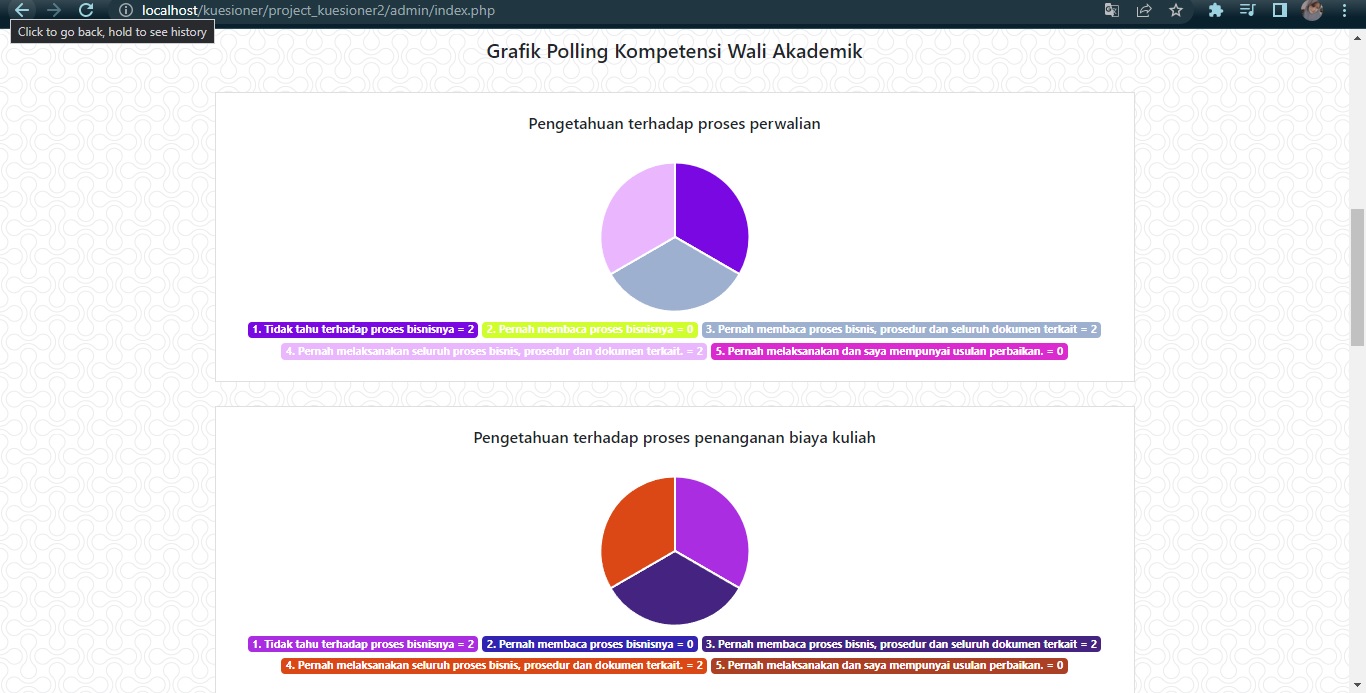 localhost/kuesioner/project_kuesioner2/admin/index.php
Click to go back, hold to see history
Grafik Polling Kompetensi Wali Akademik
Pengetahuan terhadap proses perwalian
1. Tidak tahu terhadap proses bisnisnya = 2 2. Pernah membaca proses bisnisnya = 0 3. Pernah membaca proses bisnis, prosedur dan seluruh dokumen terkait = 2
4. Pernah melaksanakan seluruh proses bisnis, prosedur dan dokumen terkait. = 2 5. Pernah melaksanakan dan saya mempunyai usulan perbaikan. = 0
Pengetahuan terhadap proses penanganan biaya kuliah
1. Tidak tahu terhadap proses bisnisnya = 2 2. Pernah membaca proses bisnisnya = 0 3. Pernah membaca proses bisnis, prosedur dan seluruh dokumen terkait = 2
4. Pernah melaksanakan seluruh proses bisnis, prosedur dan dokumen terkait. = 2 5. Pernah melaksanakan dan saya mempunyai usulan perbaikan. = 0